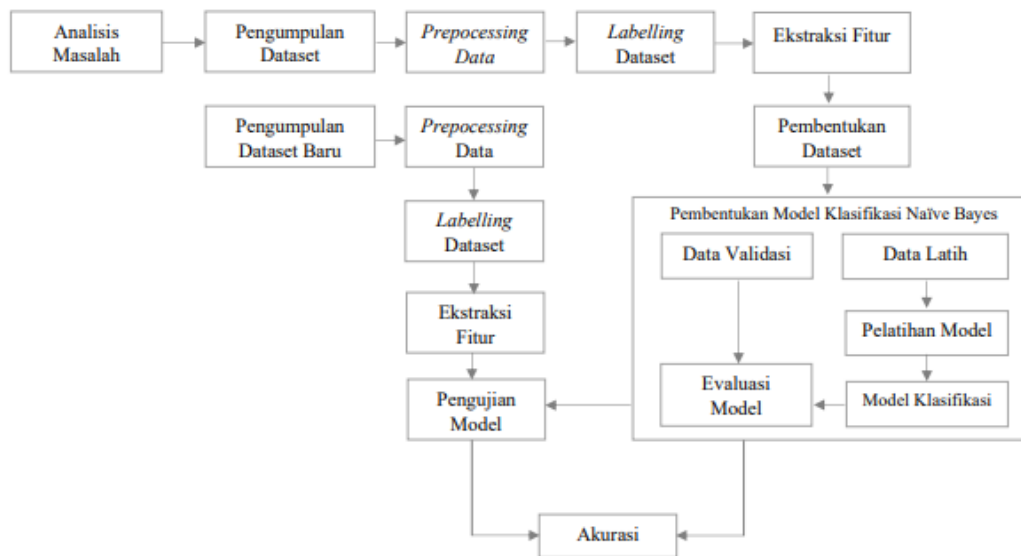 Analisis
Masalah
Pengumpulan
Dataset
Prepocessing
Data
Labelling
Dataset
Ekstraksi Fitur
Pengumpulan
Dataset Baru
Prepocessing
Data
Pembentukan
Dataset
Labelling
Dataset
Ekstraksi
Fitur
Pengujian
Model
Pembentukan Model Klasifikasi Naïve Bayes
Data Validasi
Data Latih
Pelatihan Model
Evaluasi
Model
Model Klasifikasi
Akurasi